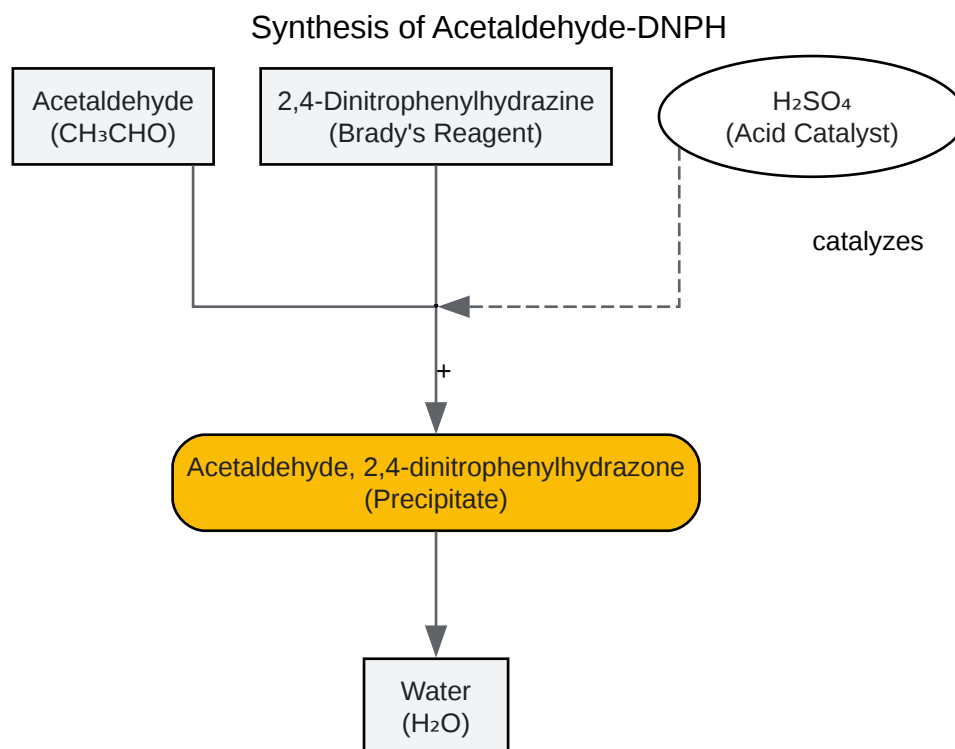 Synthesis of Acetaldehyde-DNPH
Acetaldehyde
(CH₃CHO)
2,4-Dinitrophenylhydrazine
(Brady's Reagent)
H₂SO₄
(Acid Catalyst)
catalyzes
+
Acetaldehyde, 2,4-dinitrophenylhydrazone
(Precipitate)
Water
(H₂O)